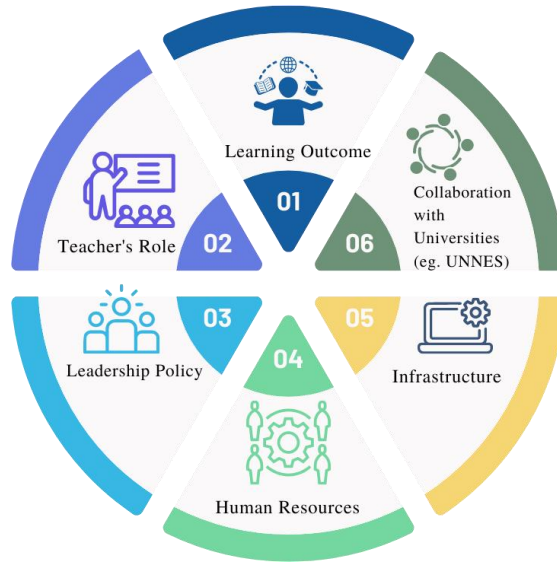 Learning Outcome
01
Teacher's Role
02
Leadership Policy
03
04
Human Resources
05
Infrastructure
Collaboration
with
Universities
(eg. UNNES)
06